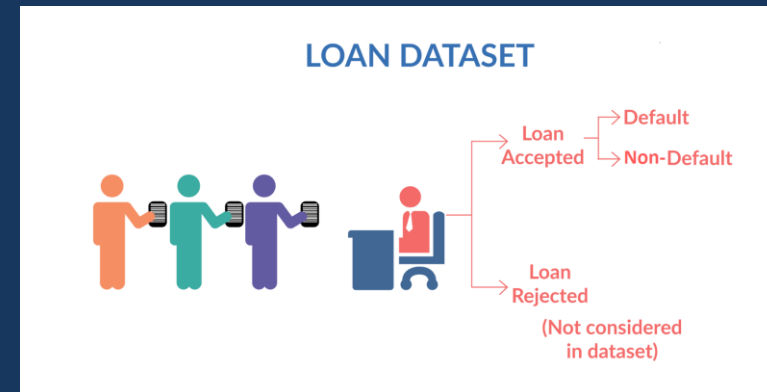 LOAN DATASET
Loan
Accepted
Default
Non-Default
Loan
Rejected
(Not considered
in dataset)